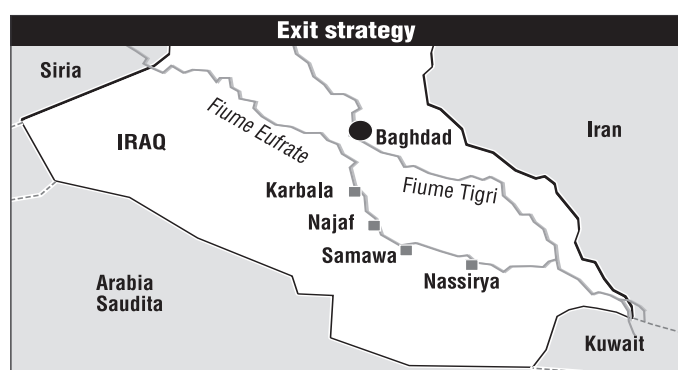 Exit strategy
Siria
IRAQ
Fiume Eufrate
Baghdad
Iran
Fiume Tigri
Karbala
Najaf
Samawa
Nassirya
Arabia
Saudita
Kuwait